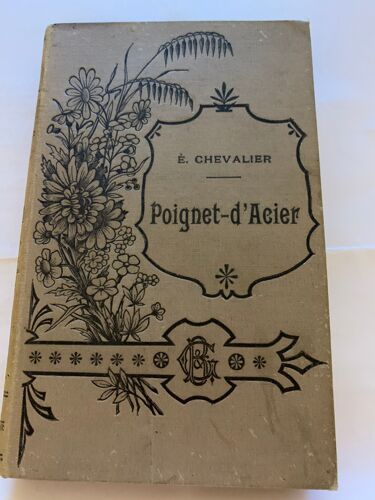 É. CHEVALIER
Poignet-d'Acier